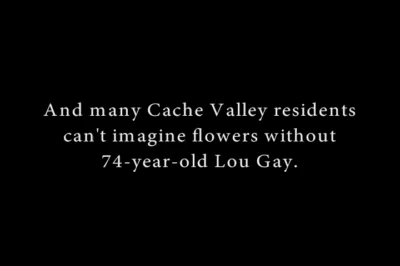 And many Cache Valley residents
can't imagine flowers without
74-year-old Lou Gay.